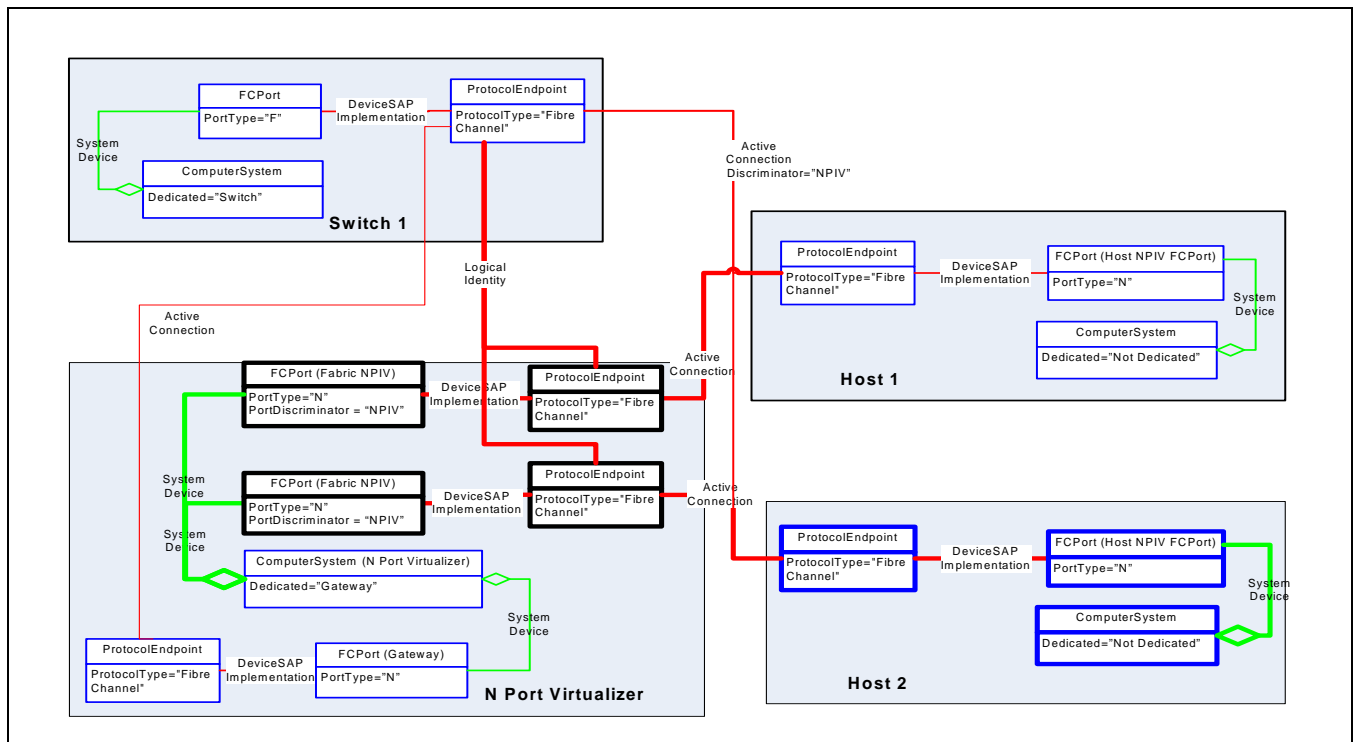 FCPort
PortType="F"
DeviceSAP
Implementation
ProtocolEndpoint
ProtocolType="Fibre
Channel"
System
Device
ComputerSystem
Dedicated="Switch"
Switch 1
Active
Connection
Discriminator="NPIV"
Logical
Identity
Active
Connection
ProtocolEndpoint
ProtocolType="Fibre
Channel"
DeviceSAP
Implementation
FCPort (Host NPIV FCPort)
PortType="N"
System
Device
ComputerSystem
Dedicated="Not Dedicated"
Host 1
FCPort (Fabric NPIV)
PortType="N"
PortDiscriminator = “NPIV”
DeviceSAP
Implementation
ProtocolEndpoint
ProtocolType="Fibre
Channel"
Active
Connection
FCPort (Fabric NPIV)
PortType="N"
PortDiscriminator = “NPIV”
DeviceSAP
Implementation
ProtocolEndpoint
ProtocolType="Fibre
Channel"
Active
Connection
System
Device
System
Device
ComputerSystem (N Port Virtualizer)
Dedicated="Gateway"
System
Device
ProtocolEndpoint
ProtocolType="Fibre
Channel"
DeviceSAP
Implementation
FCPort (Gateway)
PortType="N"
N Port Virtualizer
ProtocolEndpoint
ProtocolType="Fibre
Channel"
DeviceSAP
Implementation
FCPort (Host NPIV FCPort)
PortType="N"
System
Device
ComputerSystem
Dedicated="Not Dedicated"
Host 2